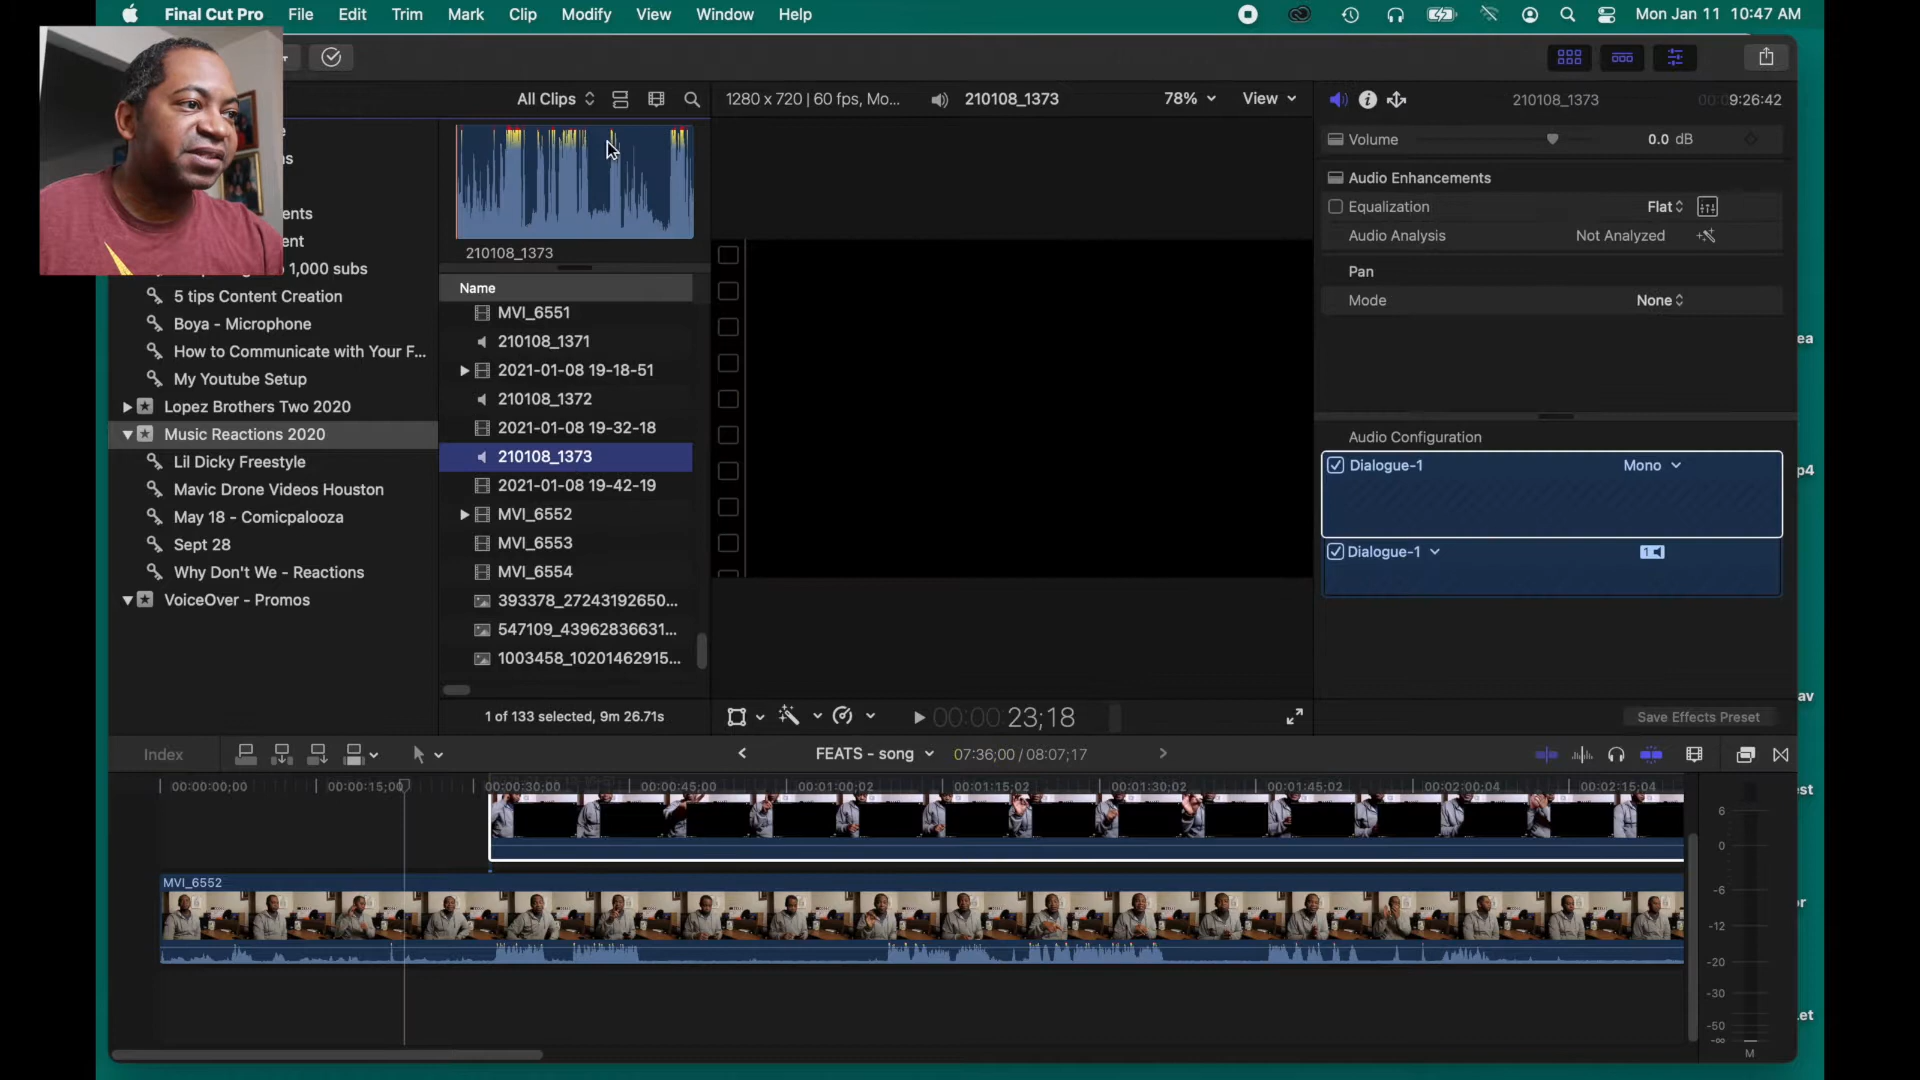 Final Cut Pro File Edit Trim Mark Clip Modify View Window Help Mon Jan 11 10:47 AM
All Clips 1280 x 720 | 60 fps, Mo... 210108_1373 78% View 210108_1373 9:26:42
Volume 0.0 dB
Audio Enhancements
Equalization Flat
Audio Analysis Not Analyzed
Pan
Mode None
Audio Configuration
Dialogue-1 Mono
Dialogue-1 1
Save Effects Preset
ents
1,000 subs
5 tips Content Creation
Boya - Microphone
How to Communicate with Your F...
My Youtube Setup
Lopez Brothers Two 2020
Music Reactions 2020
Lil Dicky Freestyle
Mavic Drone Videos Houston
May 18 - Comicpalooza
Sept 28
Why Don't We - Reactions
VoiceOver - Promos
210108_1373
Name
MVI_6551
210108_1371
2021-01-08 19-18-51
210108_1372
2021-01-08 19-32-18
210108_1373
2021-01-08 19-42-19
MVI_6552
MVI_6553
MVI_6554
393378_27243192650...
547109_43962836631...
1003458_10201462915...
1 of 133 selected, 9m 26.71s
00:00 23;18
Index FEATS - song 07:36;00 / 08:07;17
00:00:00;00 00:00:15;00 00:00:30;00 00:00:45;00 00:01:00;02 00:01:15;02 00:01:30;02 00:01:45;02 00:02:00;04 00:02:15;04
MVI_6552
6
0
-6
-12
-20
-30
-50
-∞
M